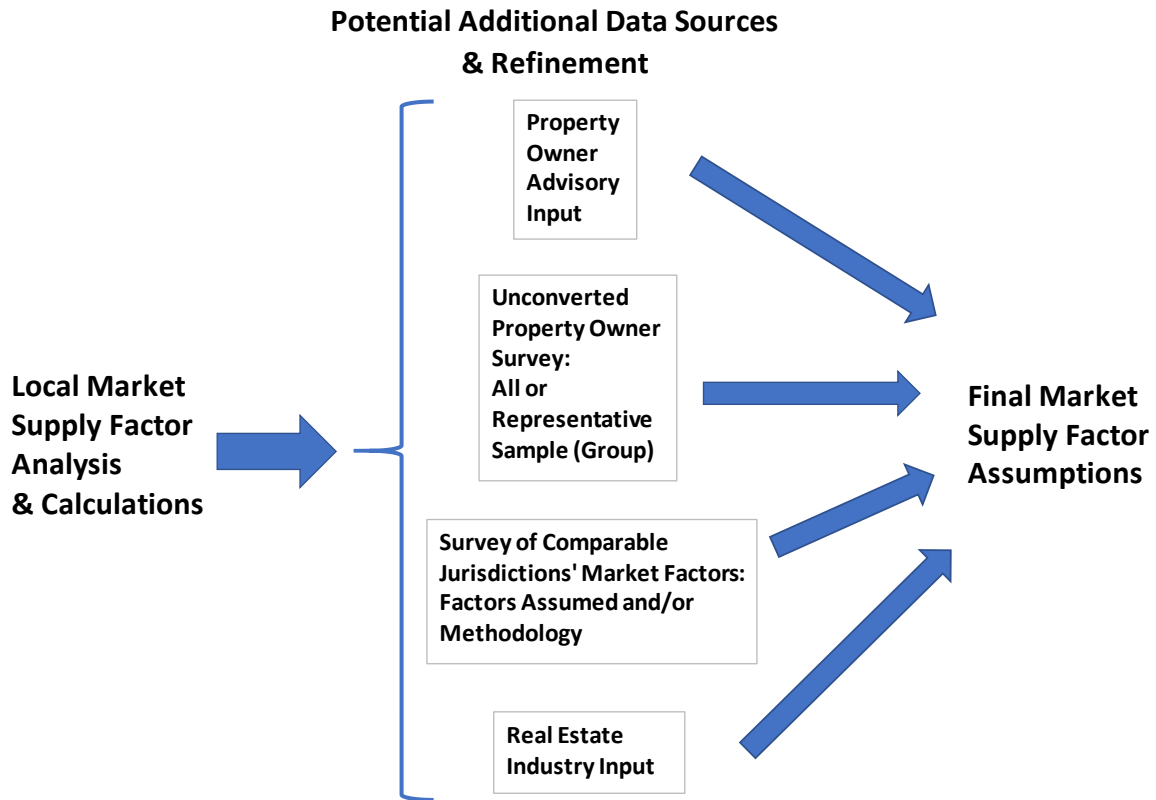 Potential Additional Data Sources
& Refinement
Property
Owner
Advisory
Input
Unconverted
Property Owner
Survey:
All or
Representative
Sample (Group)
Local Market
Supply Factor
Analysis
& Calculations
Final Market
Supply Factor
Assumptions
Survey of Comparable
Jurisdictions' Market Factors:
Factors Assumed and/or
Methodology
Real Estate
Industry Input